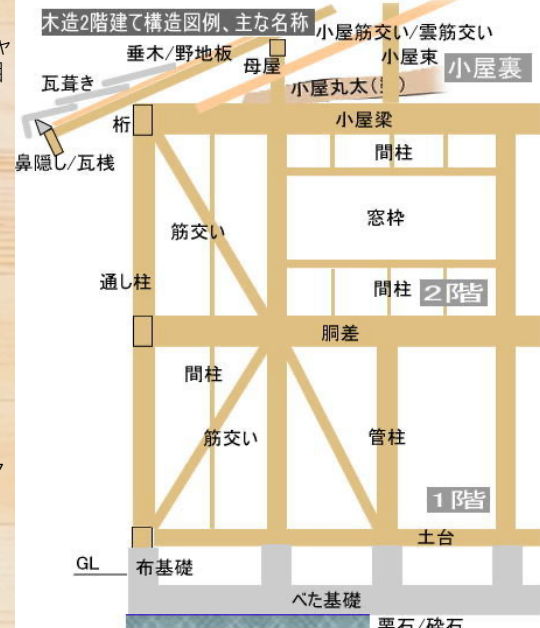 木造2階建て構造図例、主な名称
小屋筋交い/雲筋交い
垂木/野地板
母屋
小屋束
小屋裏
瓦葺き
小屋丸太(
桁
小屋梁
鼻隠し/瓦桟
間柱
筋交い
窓枠
通し柱
間柱
2階
胴差
間柱
筋交い
管柱
1階
土台
GL
布基礎
べた基礎
栗石/砕石